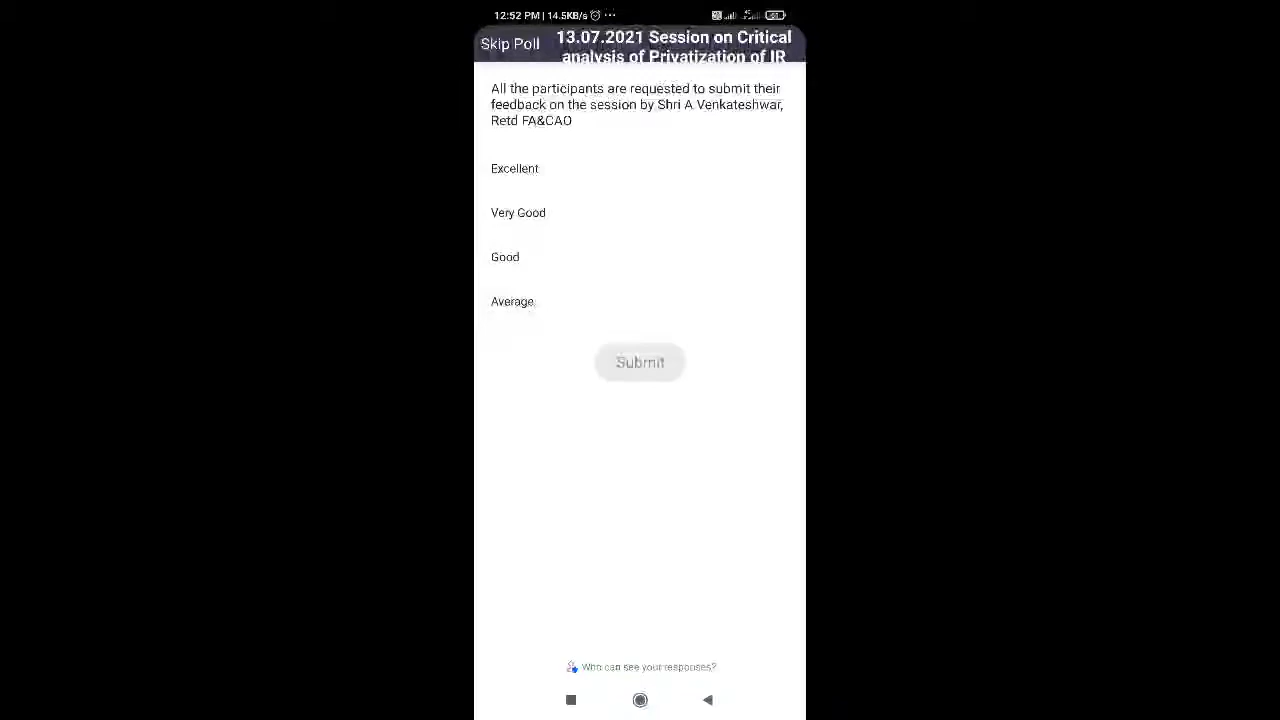 12:52 PM | 14.5KB/s ...
Skip Poll
13.07.2021 Session on Critical
analysis of Privatization of IR
All the participants are requested to submit their
feedback on the session by Shri A Venkateshwar,
Retd FA&CAO
Excellent
Very Good
Good
Average
Submit
Who can see your responses?